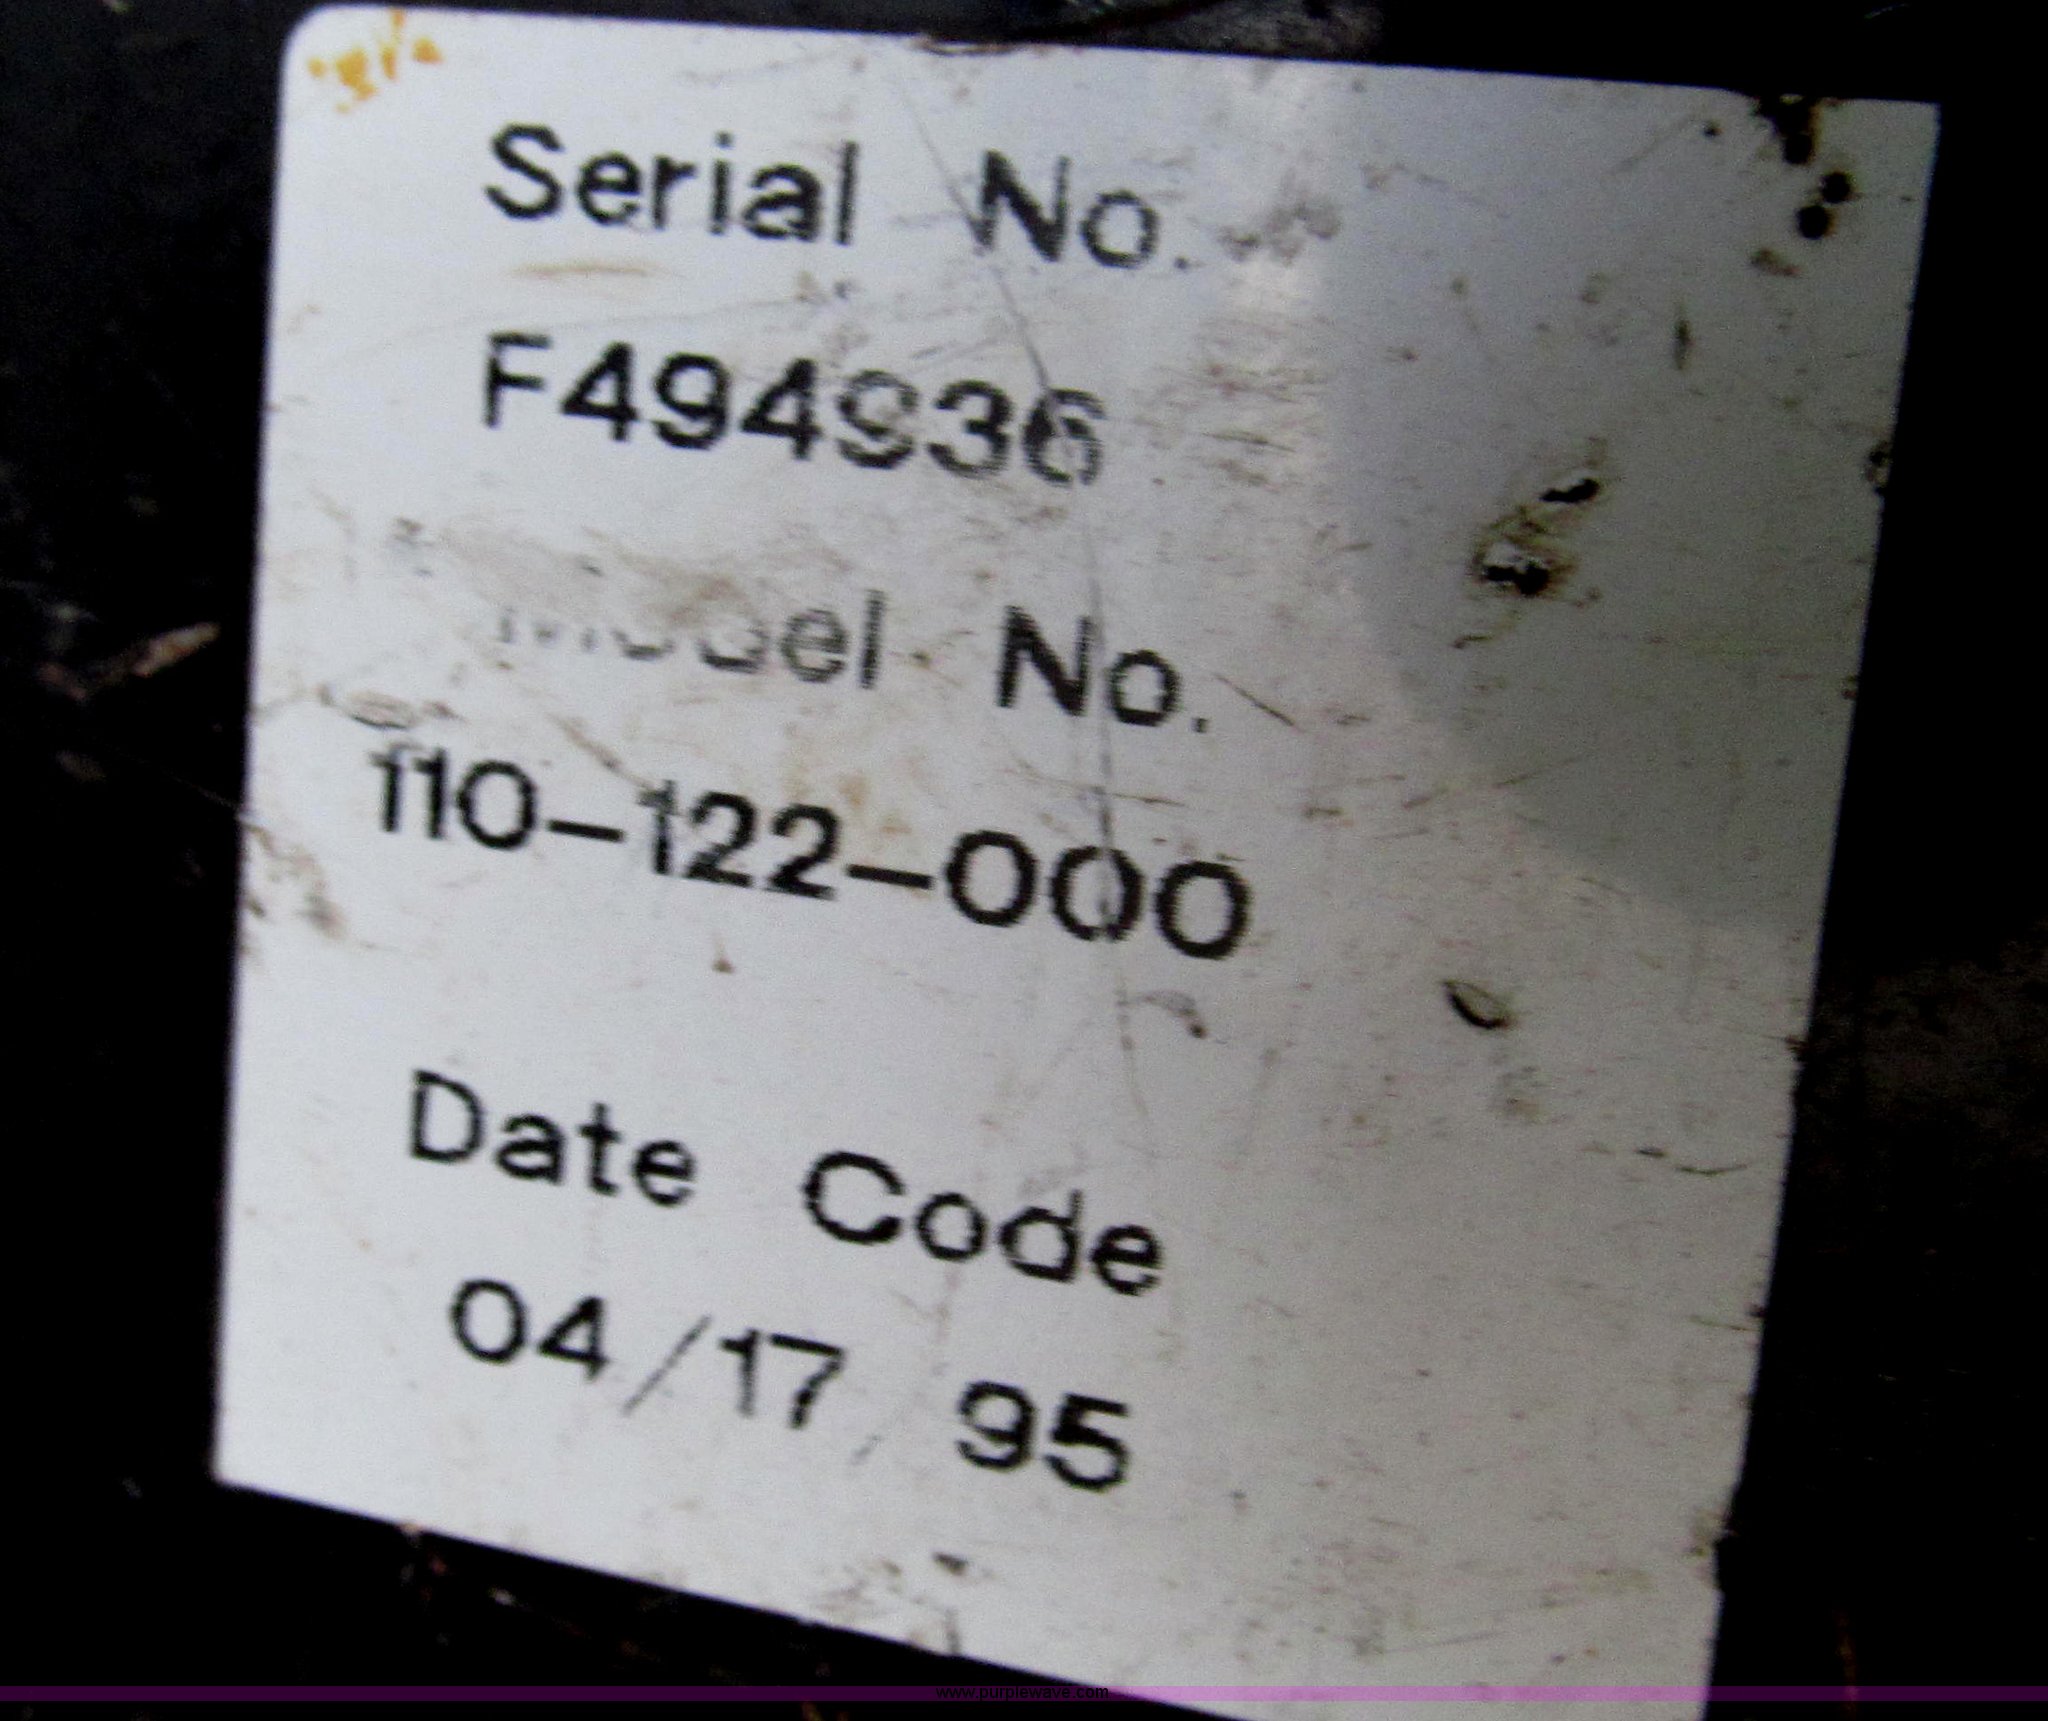 Serial No.
F494936
Model No.
110-122-000
Date Code
04/17/95
www.purplewave.com